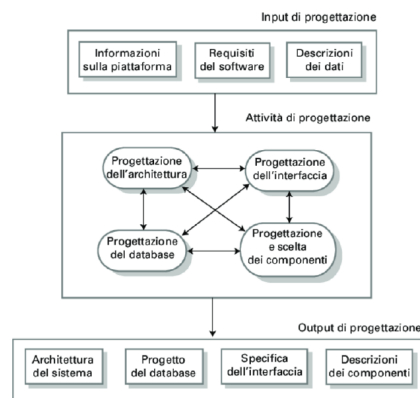 Input di progettazione
Informazioni
sulla piattaforma
Requisiti
del software
Descrizioni
dei dati
Attività di progettazione
Progettazione
dell'architettura
Progettazione
dell'interfaccia
Progettazione
del database
Progettazione
e scelta
dei componenti
Output di progettazione
Architettura
del sistema
Progetto
del database
Specifica
dell'interfaccia
Descrizioni
dei componenti